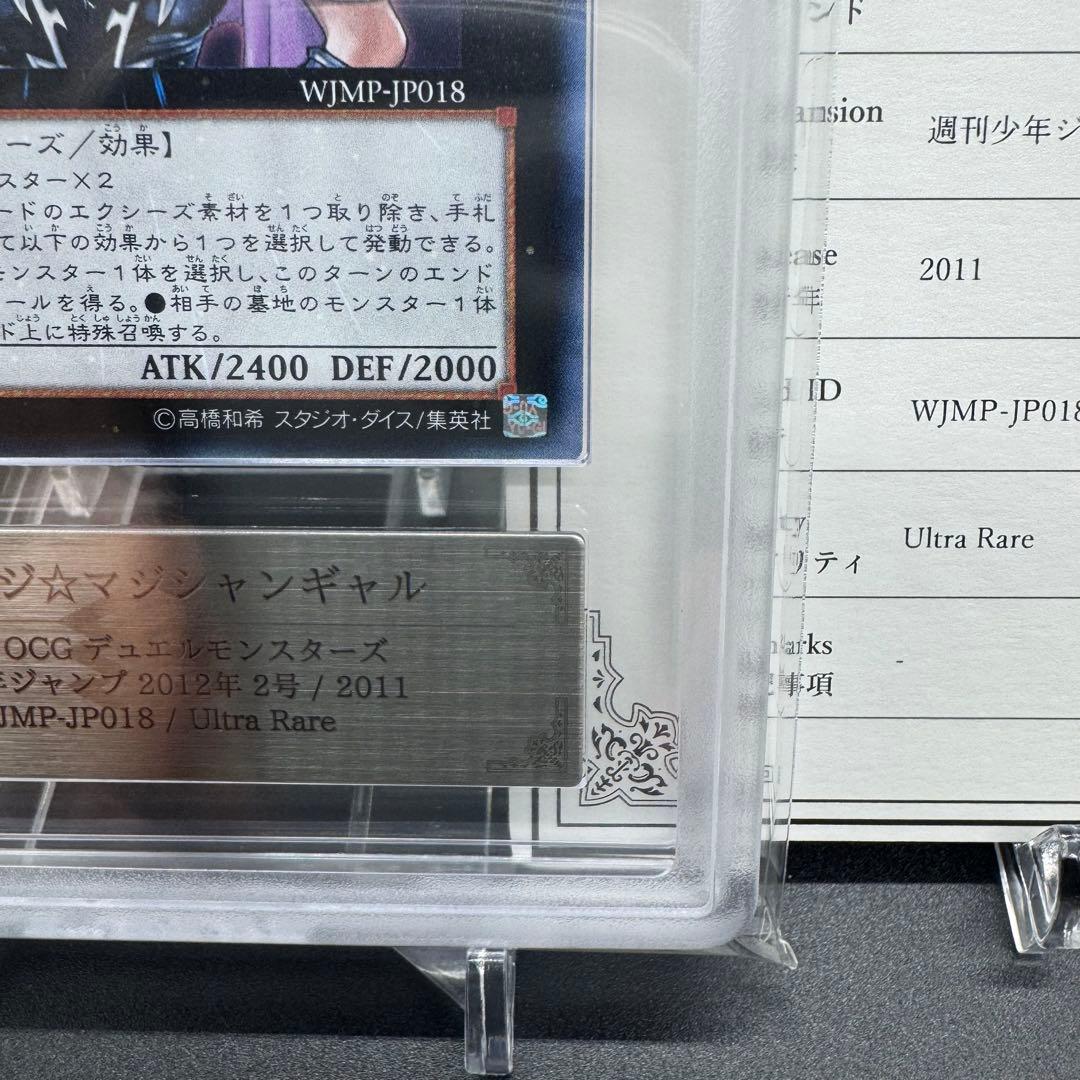 WJMP-JP018
ーズ/効果】
スター×2
ードのエクシーズ素材を1つ取り除き、手札
て以下の効果から1つを選択して発動できる。
モンスター1体を選択し、このターンのエンド
ールを得る。●相手の墓地のモンスター1体
ド上に特殊召喚する。
ATK/2400 DEF/2000
©高橋和希 スタジオ・ダイス/集英社
ジ☆マジシャンギャル
OCG デュエルモンスターズ
ジャンプ 2012年 2号 / 2011
JMP-JP018 / Ultra Rare
ンド
ansion
週刊少年ジ
ease
年
2011
ID
WJMP-JP018
ティ
Ultra Rare
arks
事項
-